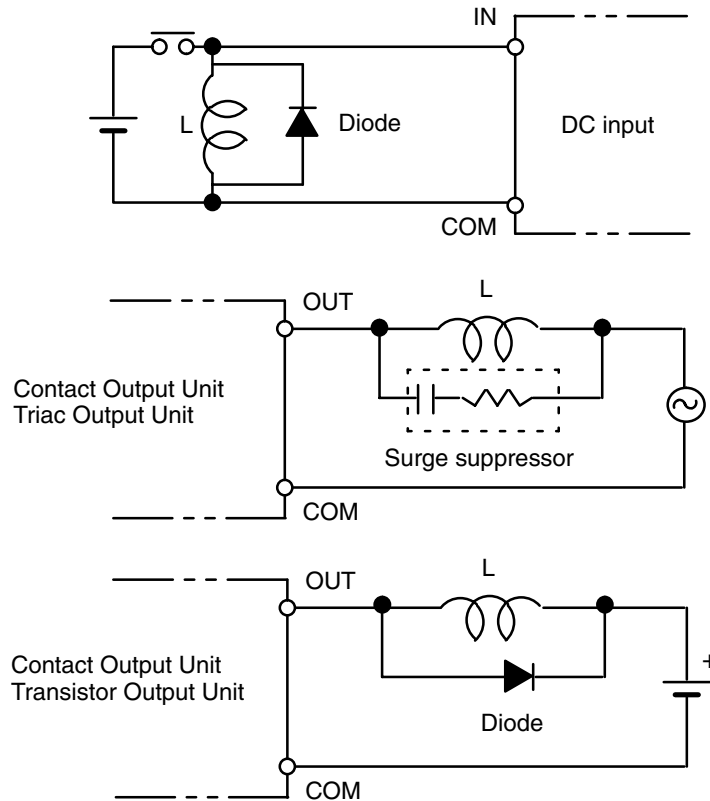 IN
L
Diode
DC input
COM
OUT
L
Contact Output Unit
Triac Output Unit
Surge suppressor
COM
OUT
L
Contact Output Unit
Transistor Output Unit
+
Diode
COM